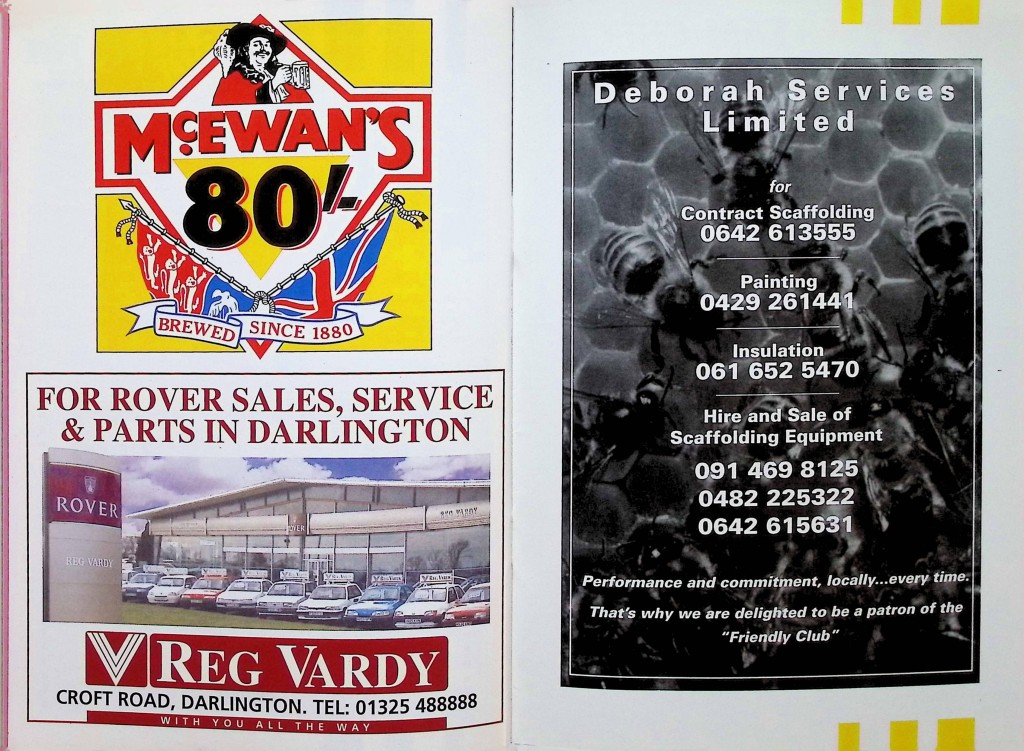 McEWAN'S
80/-
BREWED SINCE 1880
FOR ROVER SALES, SERVICE
& PARTS IN DARLINGTON
ROVER
REG VARDY
REG VARDY
REG VARDY
CROFT ROAD, DARLINGTON. TEL: 01325 488888
WITH YOU ALL THE WAY
Deborah Services
Limited
for
Contract Scaffolding
0642 613555
Painting
0429 261441
Insulation
061 652 5470
Hire and Sale of
Scaffolding Equipment
091 469 8125
0482 225322
0642 615631
Performance and commitment, locally...every time.
That's why we are delighted to be a patron of the
"Friendly Club"